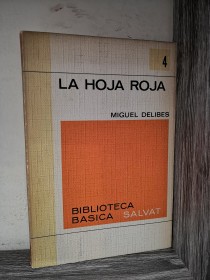 4
LA HOJA ROJA
MIGUEL DELIBES
BIBLIOTECA
BASICA SALVAT